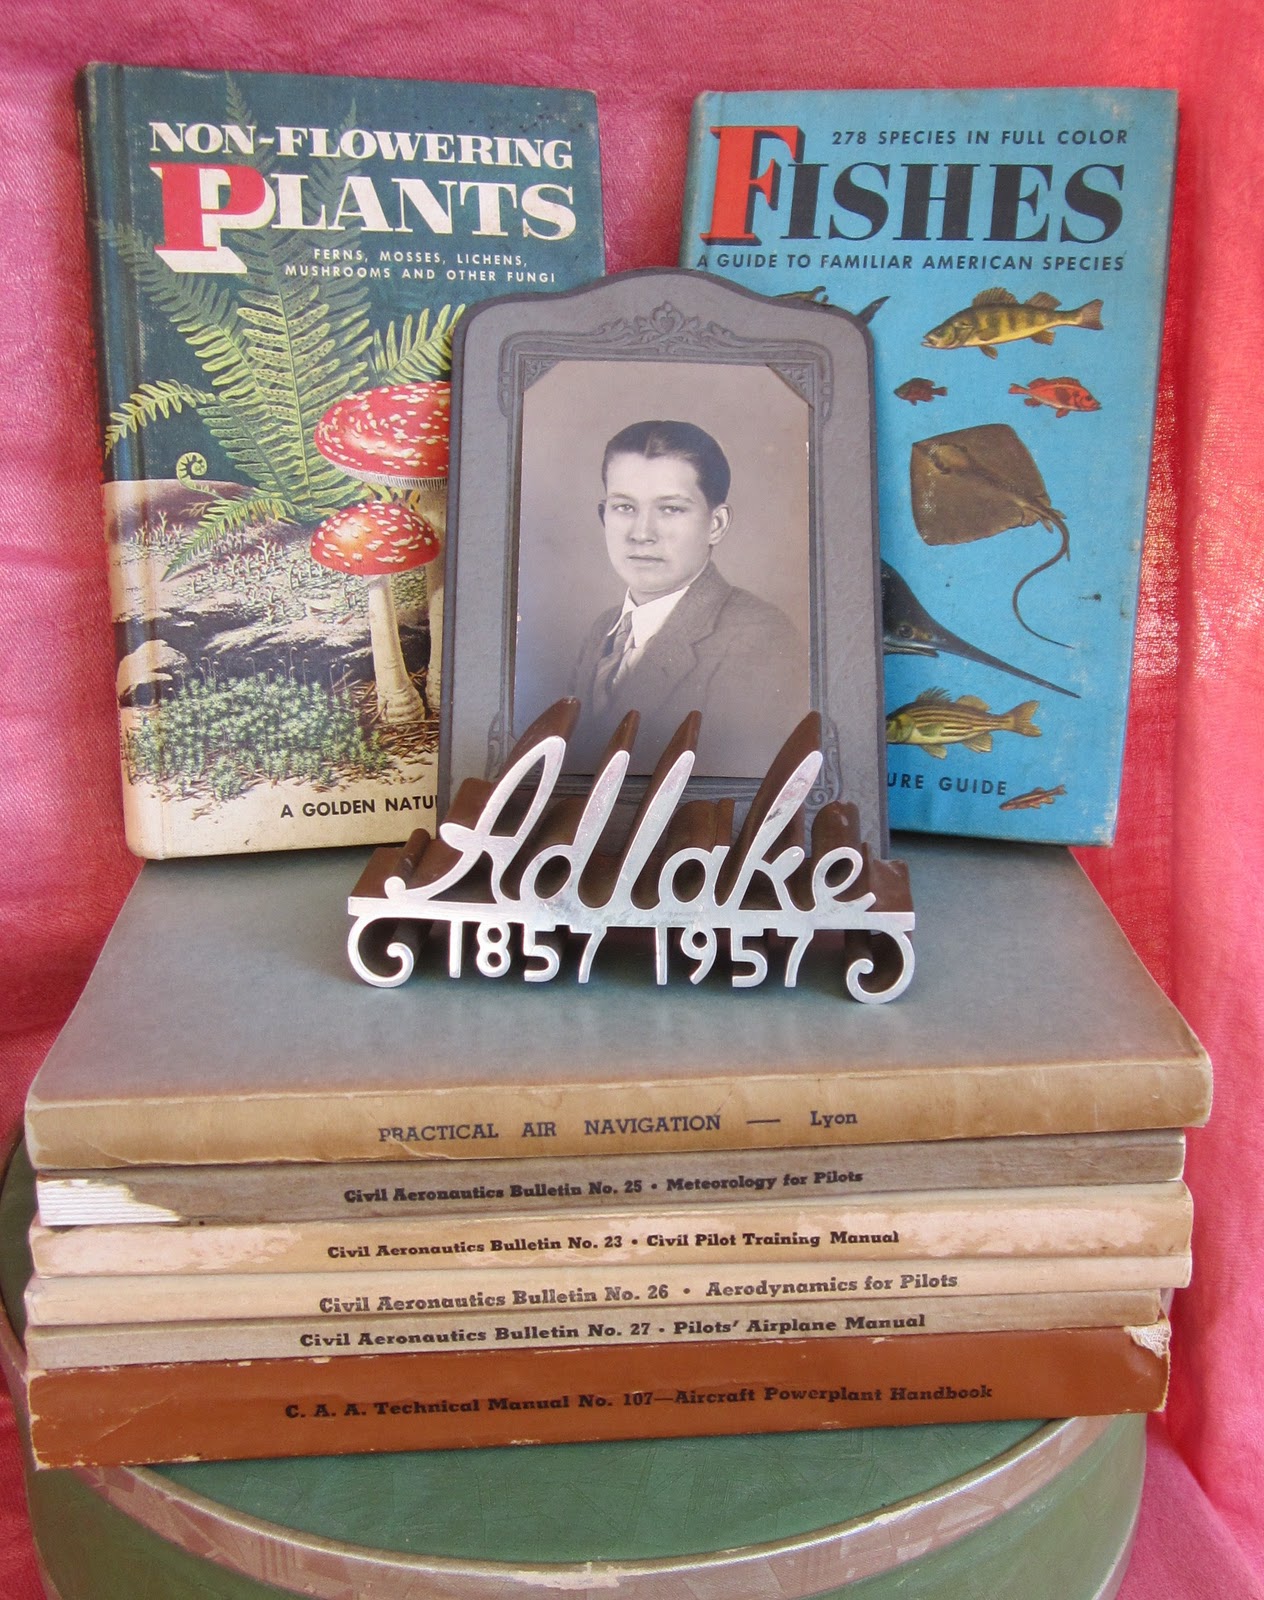 NON-FLOWERING
PLANTS
FERNS, MOSSES, LICHENS,
MUSHROOMS AND OTHER FUNGI
A GOLDEN NATU
278 SPECIES IN FULL COLOR
FISHES
A GUIDE TO FAMILIAR AMERICAN SPECIES
URE GUIDE
Adlake
1857 1957
PRACTICAL AIR NAVIGATION — Lyon
Civil Aeronautics Bulletin No. 25 • Meteorology for Pilots
Civil Aeronautics Bulletin No. 23 • Civil Pilot Training Manual
Civil Aeronautics Bulletin No. 26 • Aerodynamics for Pilots
Civil Aeronautics Bulletin No. 27 • Pilots' Airplane Manual
C. A. A. Technical Manual No. 107—Aircraft Powerplant Handbook